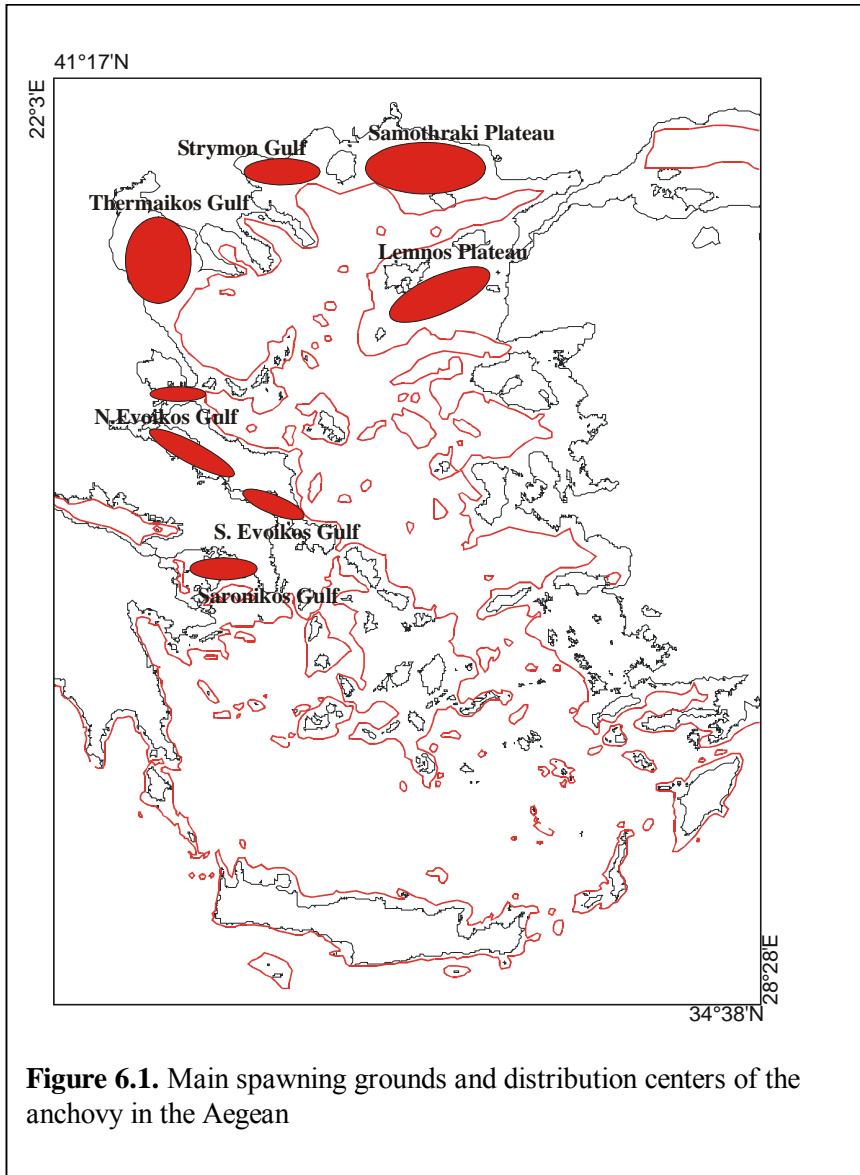 41°17'N
22°3'E
Samothraki Plateau
Strymon Gulf
Thermaikos Gulf
Lemnos Plateau
N.Evoikos Gulf
S. Evoikos Gulf
Saronikos Gulf
28°28'E
34°38'N
Figure 6.1. Main spawning grounds and distribution centers of the
anchovy in the Aegean